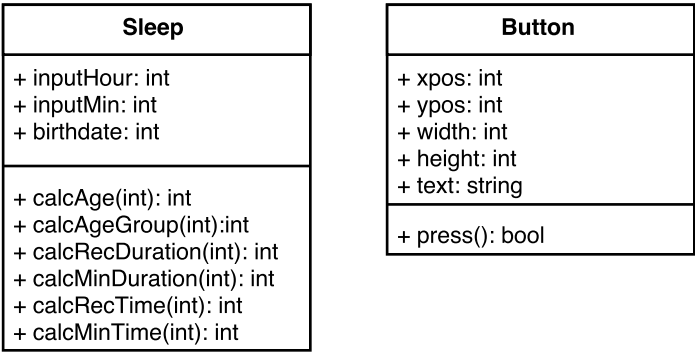 Sleep
+ inputHour: int
+ inputMin: int
+ birthdate: int
+ calcAge(int): int
+ calcAgeGroup(int):int
+ calcRecDuration(int): int
+ calcMinDuration(int): int
+ calcRecTime(int): int
+ calcMinTime(int): int
Button
+ xpos: int
+ ypos: int
+ width: int
+ height: int
+ text: string
+ press(): bool